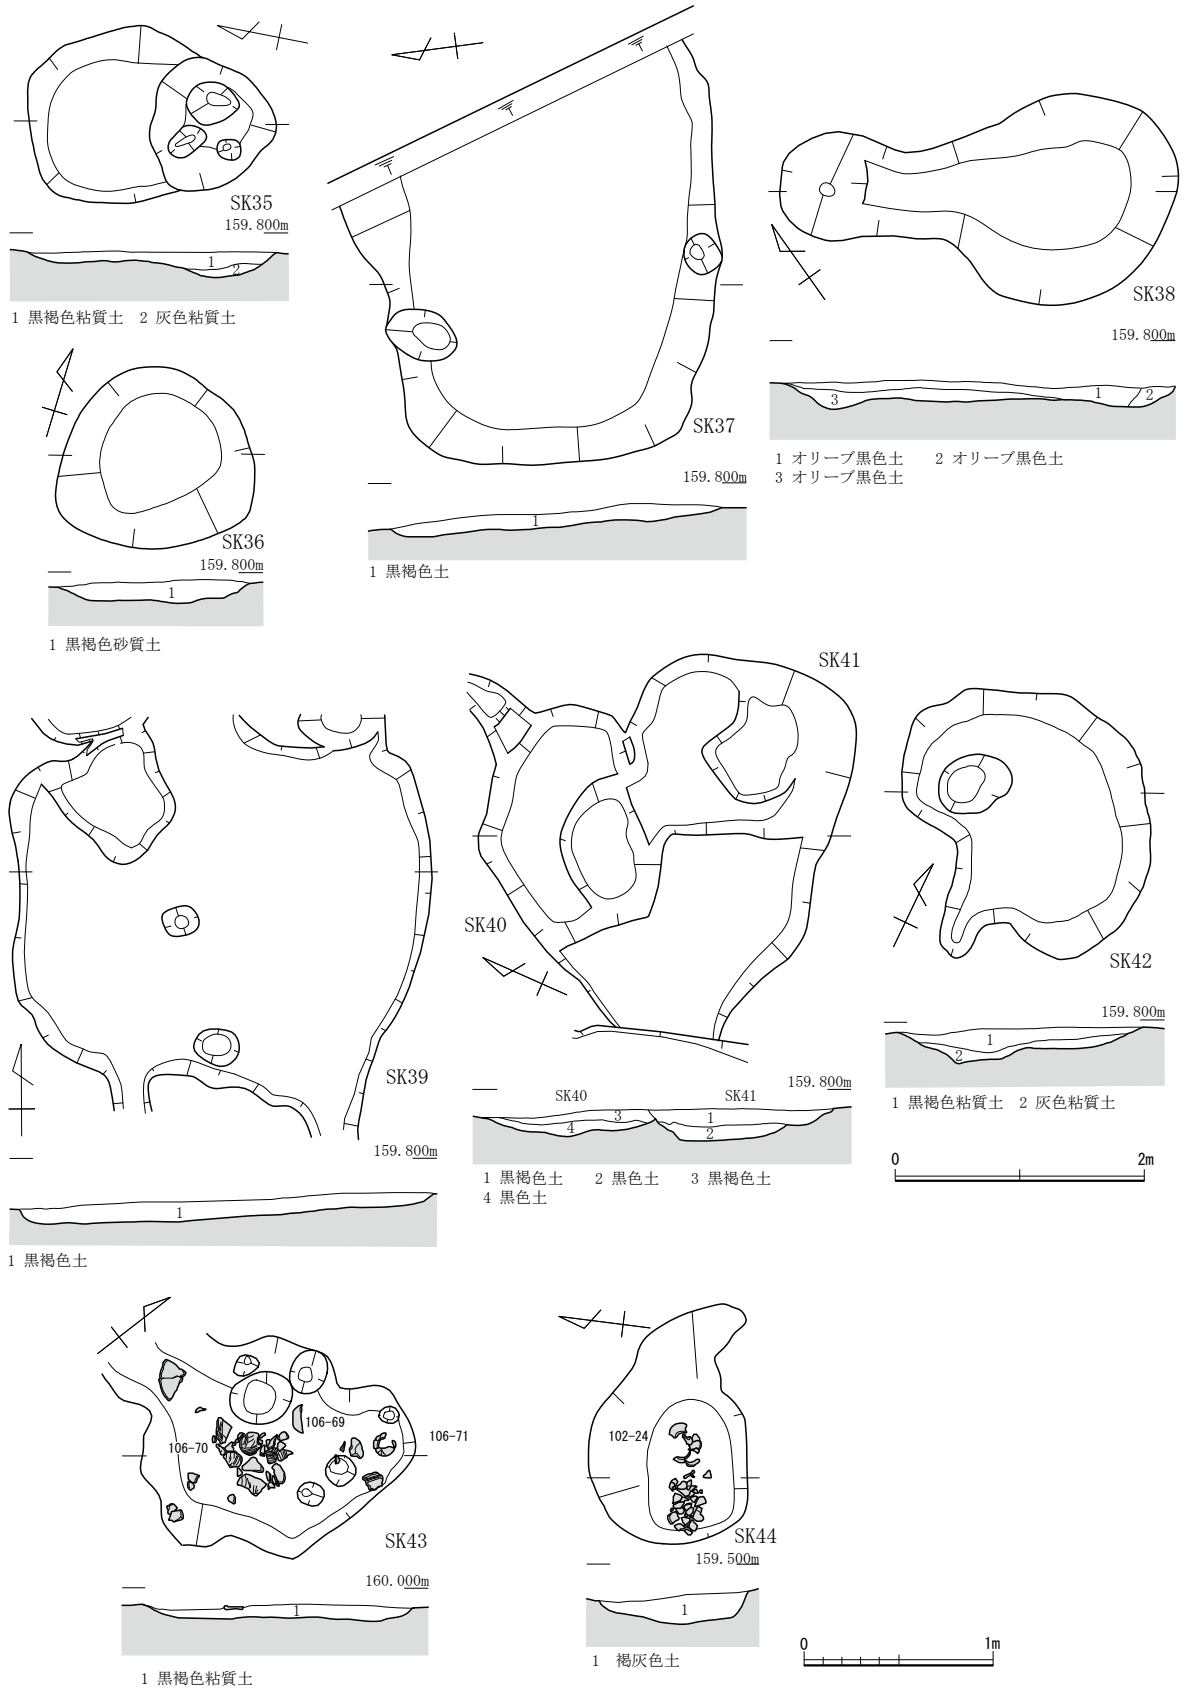 SK35
159.800m
1
2
1 黒褐色粘質土 2 灰色粘質土
SK36
159.800m
1
1 黒褐色砂質土
SK37
159.800m
1
1 黒褐色土
SK38
159.800m
3
1
2
1 オリーブ黒色土 2 オリーブ黒色土
3 オリーブ黒色土
SK39
159.800m
1
1 黒褐色土
SK41
SK40
159.800m
SK40 SK41
3
4
1
2
1 黒褐色土 2 黒色土 3 黒褐色土
4 黒色土
SK42
159.800m
1
2
1 黒褐色粘質土 2 灰色粘質土
0 2m
106-69
106-71
106-70
SK43
160.000m
1
1 黒褐色粘質土
102-24
SK44
159.500m
1
1 褐灰色土
0 1m